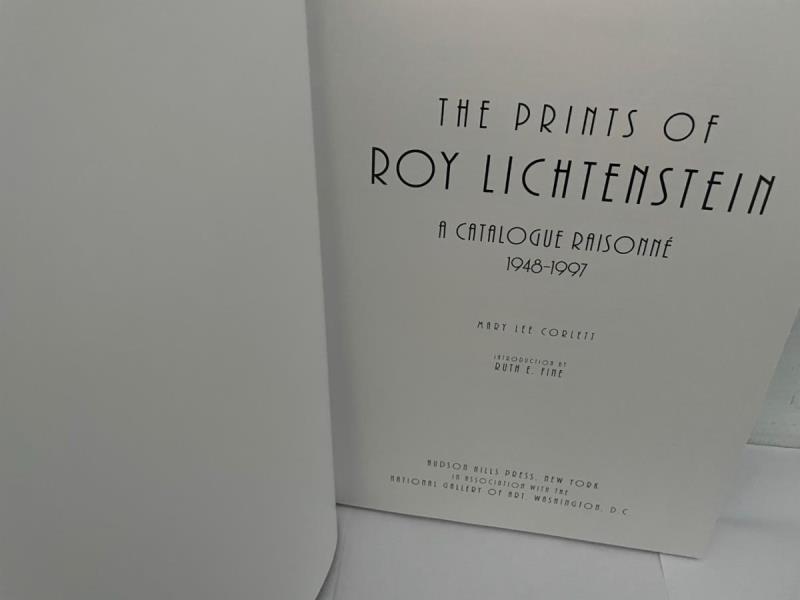 THE PRINTS OF
ROY LICHTENSTEIN
A CATALOGUE RAISONNÉ
1948-1997
MARY LEE CORLETT
INTRODUCTION BY
RUTH E. FINE
HUDSON HILLS PRESS, NEW YORK
IN ASSOCIATION WITH THE
NATIONAL GALLERY OF ART, WASHINGTON, D.C